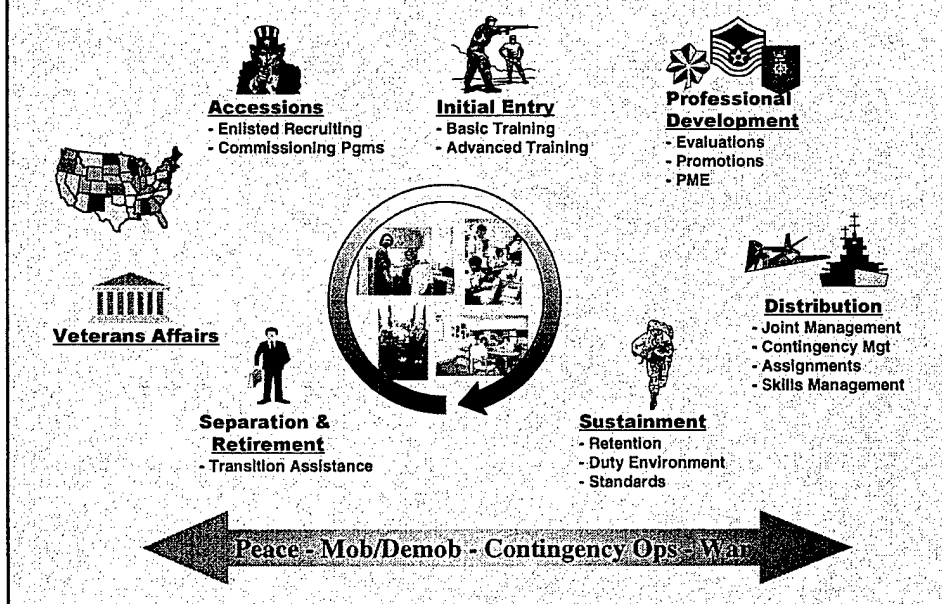 Accessions
- Enlisted Recruiting
- Commissioning Pgms
Initial Entry
- Basic Training
- Advanced Training
Professional
Development
- Evaluations
- Promotions
- PME
Distribution
- Joint Management
- Contingency Mgt
- Assignments
- Skills Management
Sustainment
- Retention
- Duty Environment
- Standards
Separation &
Retirement
- Transition Assistance
Veterans Affairs
Peace - Mob/Demob - Contingency Ops - War